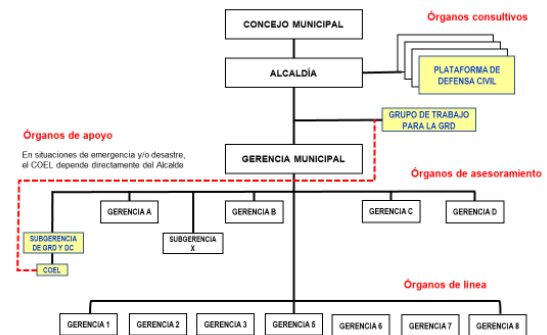 Órganos consultivos
CONCEJO MUNICIPAL
ALCALDÍA
PLATAFORMA DE
DEFENSA CIVIL
GRUPO DE TRABAJO
PARA LA GRD
Órganos de apoyo
En situaciones de emergencia y/o desastre,
el COEL depende directamente del Alcalde
GERENCIA MUNICIPAL
Órganos de asesoramiento
GERENCIA A
GERENCIA B
GERENCIA C
GERENCIA D
SUBGERENCIA
DE GRD Y DC
SUBGERENCIA
X
COEL
Órganos de línea
GERENCIA 1
GERENCIA 2
GERENCIA 3
GERENCIA 5
GERENCIA 6
GERENCIA 7
GERENCIA 8